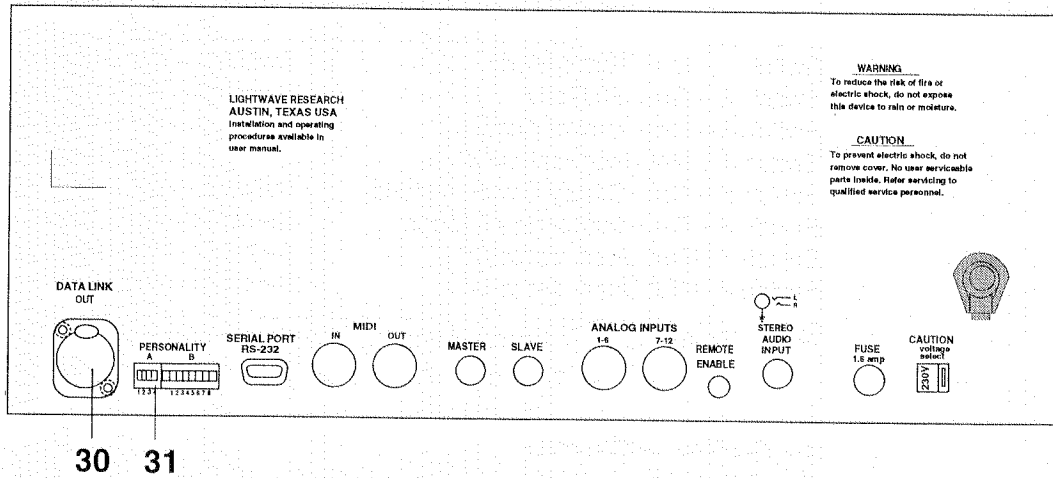 WARNING
To reduce the risk of fire or
electric shock, do not expose
this device to rain or moisture.
LIGHTWAVE RESEARCH
AUSTIN, TEXAS USA
Installation and operating
procedures available in
user manual.
CAUTION
To prevent electric shock, do not
remove cover. No user serviceable
parts inside. Refer servicing to
qualified service personnel.
DATA LINK
OUT
PERSONALITY
A B
1 2 3 4 1 2 3 4 5 6 7 8
SERIAL PORT
RS-232
MIDI
IN OUT
MASTER
SLAVE
ANALOG INPUTS
1-6 7-12
REMOTE
ENABLE
L
R
STEREO
AUDIO
INPUT
FUSE
1.6 amp
CAUTION
voltage
select
230V
30 31